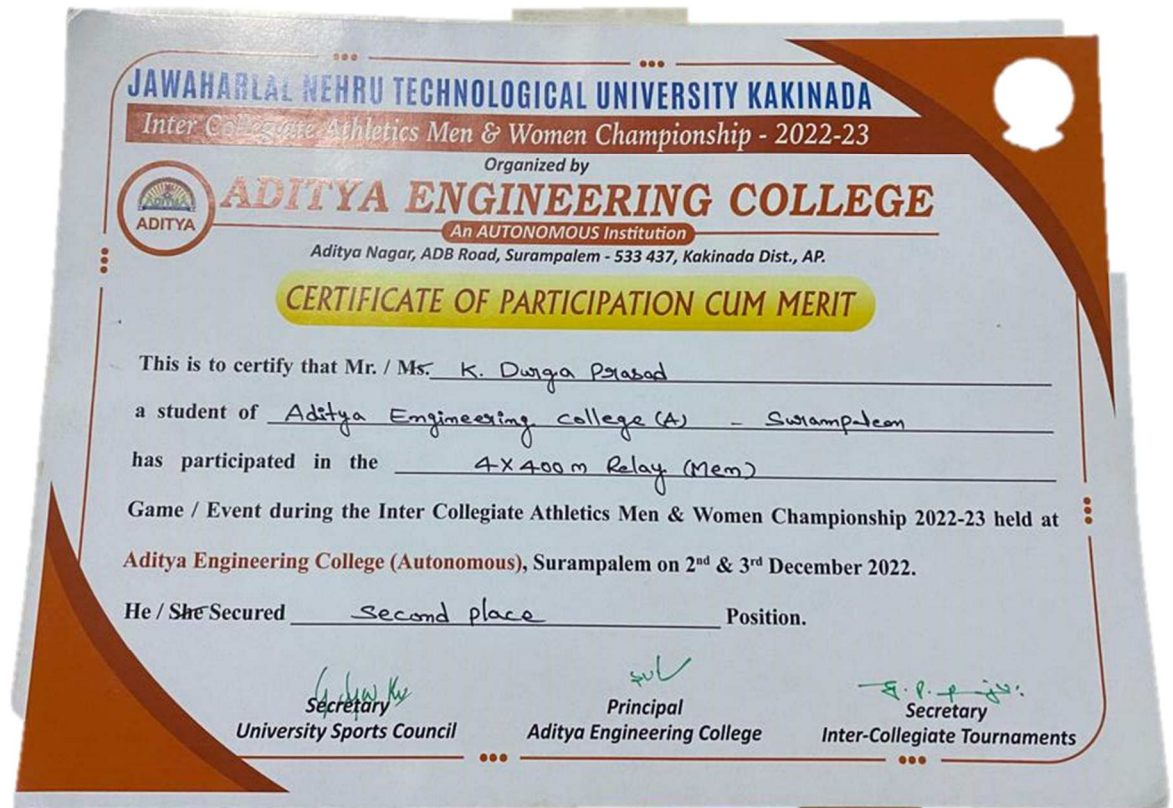 JAWAHARLAL NEHRU TECHNOLOGICAL UNIVERSITY KAKINADA
Inter Collegiate Athletics Men & Women Championship - 2022-23
Organized by
ADITYA
ADITYA
ADITYA ENGINEERING COLLEGE
An AUTONOMOUS Institution
Aditya Nagar, ADB Road, Surampalem - 533 437, Kakinada Dist., AP.
CERTIFICATE OF PARTICIPATION CUM MERIT
This is to certify that Mr. / Ms. K. Durga Prasad
a student of Aditya Engineering college (A) - Surampalem
has participated in the 4X400m Relay (Men)
Game / Event during the Inter Collegiate Athletics Men & Women Championship 2022-23 held at
Aditya Engineering College (Autonomous), Surampalem on 2nd & 3rd December 2022.
He / She Secured Second place Position.
Secretary
University Sports Council
Principal
Aditya Engineering College
Secretary
Inter-Collegiate Tournaments